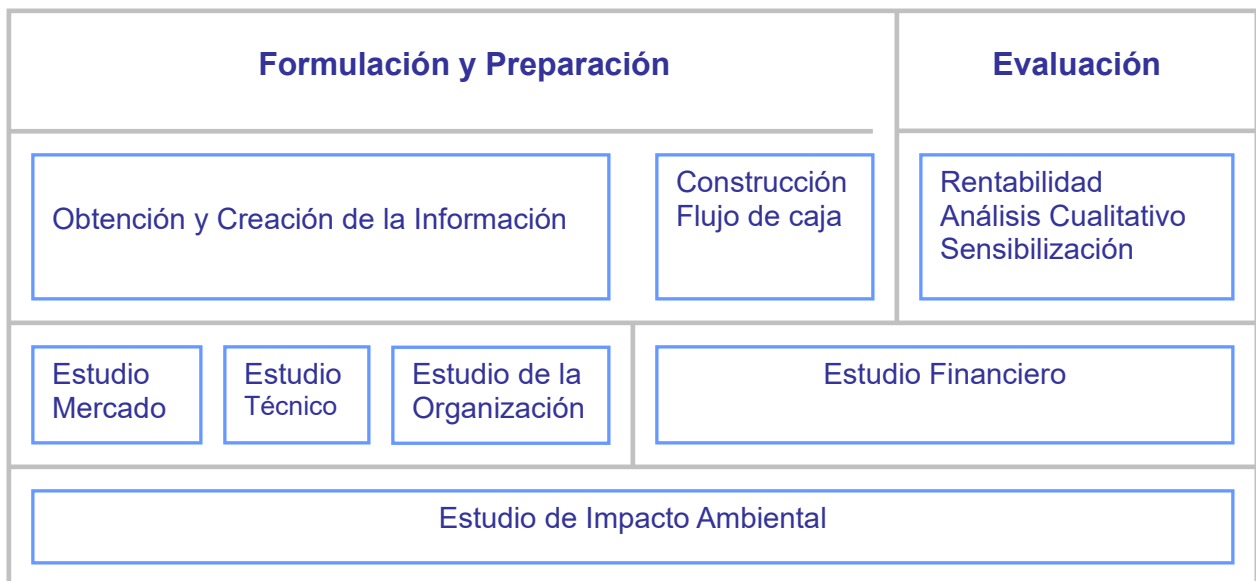 Formulación y Preparación
Evaluación
Obtención y Creación de la Información
Construcción
Flujo de caja
Rentabilidad
Análisis Cualitativo
Sensibilización
Estudio
Mercado
Estudio
Técnico
Estudio de la
Organización
Estudio Financiero
Estudio de Impacto Ambiental